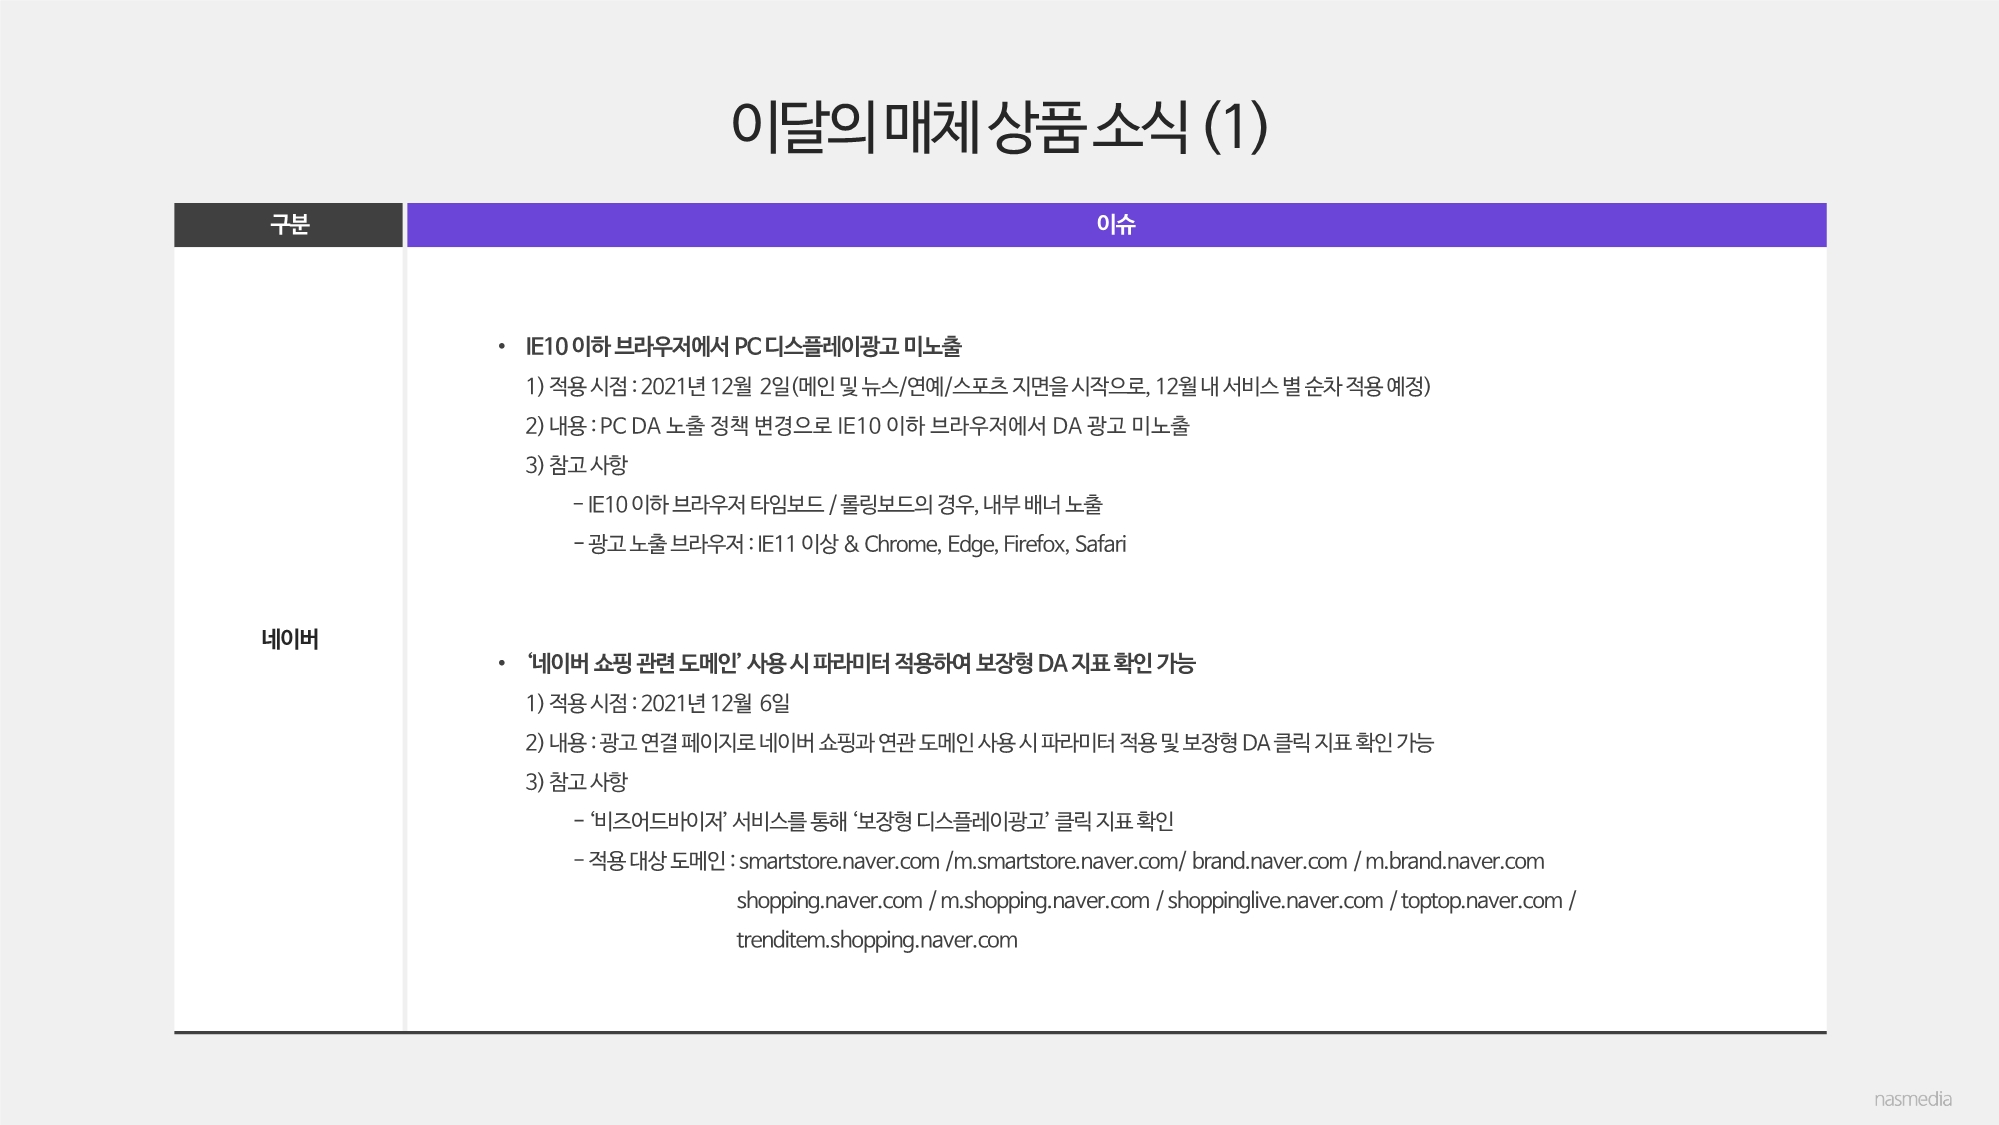 이달의 매체 상품 소식 (1)
구분
이슈
네이버
• IE10 이하 브라우저에서 PC 디스플레이광고 미노출
1) 적용 시점 : 2021년 12월 2일(메인 및 뉴스/연예/스포츠 지면을 시작으로, 12월 내 서비스 별 순차 적용 예정)
2) 내용 : PC DA 노출 정책 변경으로 IE10 이하 브라우저에서 DA 광고 미노출
3) 참고 사항
– IE10 이하 브라우저 타임보드 / 롤링보드의 경우, 내부 배너 노출
– 광고 노출 브라우저 : IE11 이상 & Chrome, Edge, Firefox, Safari
• ‘네이버 쇼핑 관련 도메인’ 사용 시 파라미터 적용하여 보장형 DA 지표 확인 가능
1) 적용 시점 : 2021년 12월 6일
2) 내용 : 광고 연결 페이지로 네이버 쇼핑과 연관 도메인 사용 시 파라미터 적용 및 보장형 DA 클릭 지표 확인 가능
3) 참고 사항
– ‘비즈어드바이저’ 서비스를 통해 ‘보장형 디스플레이광고’ 클릭 지표 확인
– 적용 대상 도메인 : smartstore.naver.com /m.smartstore.naver.com/ brand.naver.com / m.brand.naver.com
shopping.naver.com / m.shopping.naver.com / shoppinglive.naver.com / toptop.naver.com /
trenditem.shopping.naver.com
nasmedia